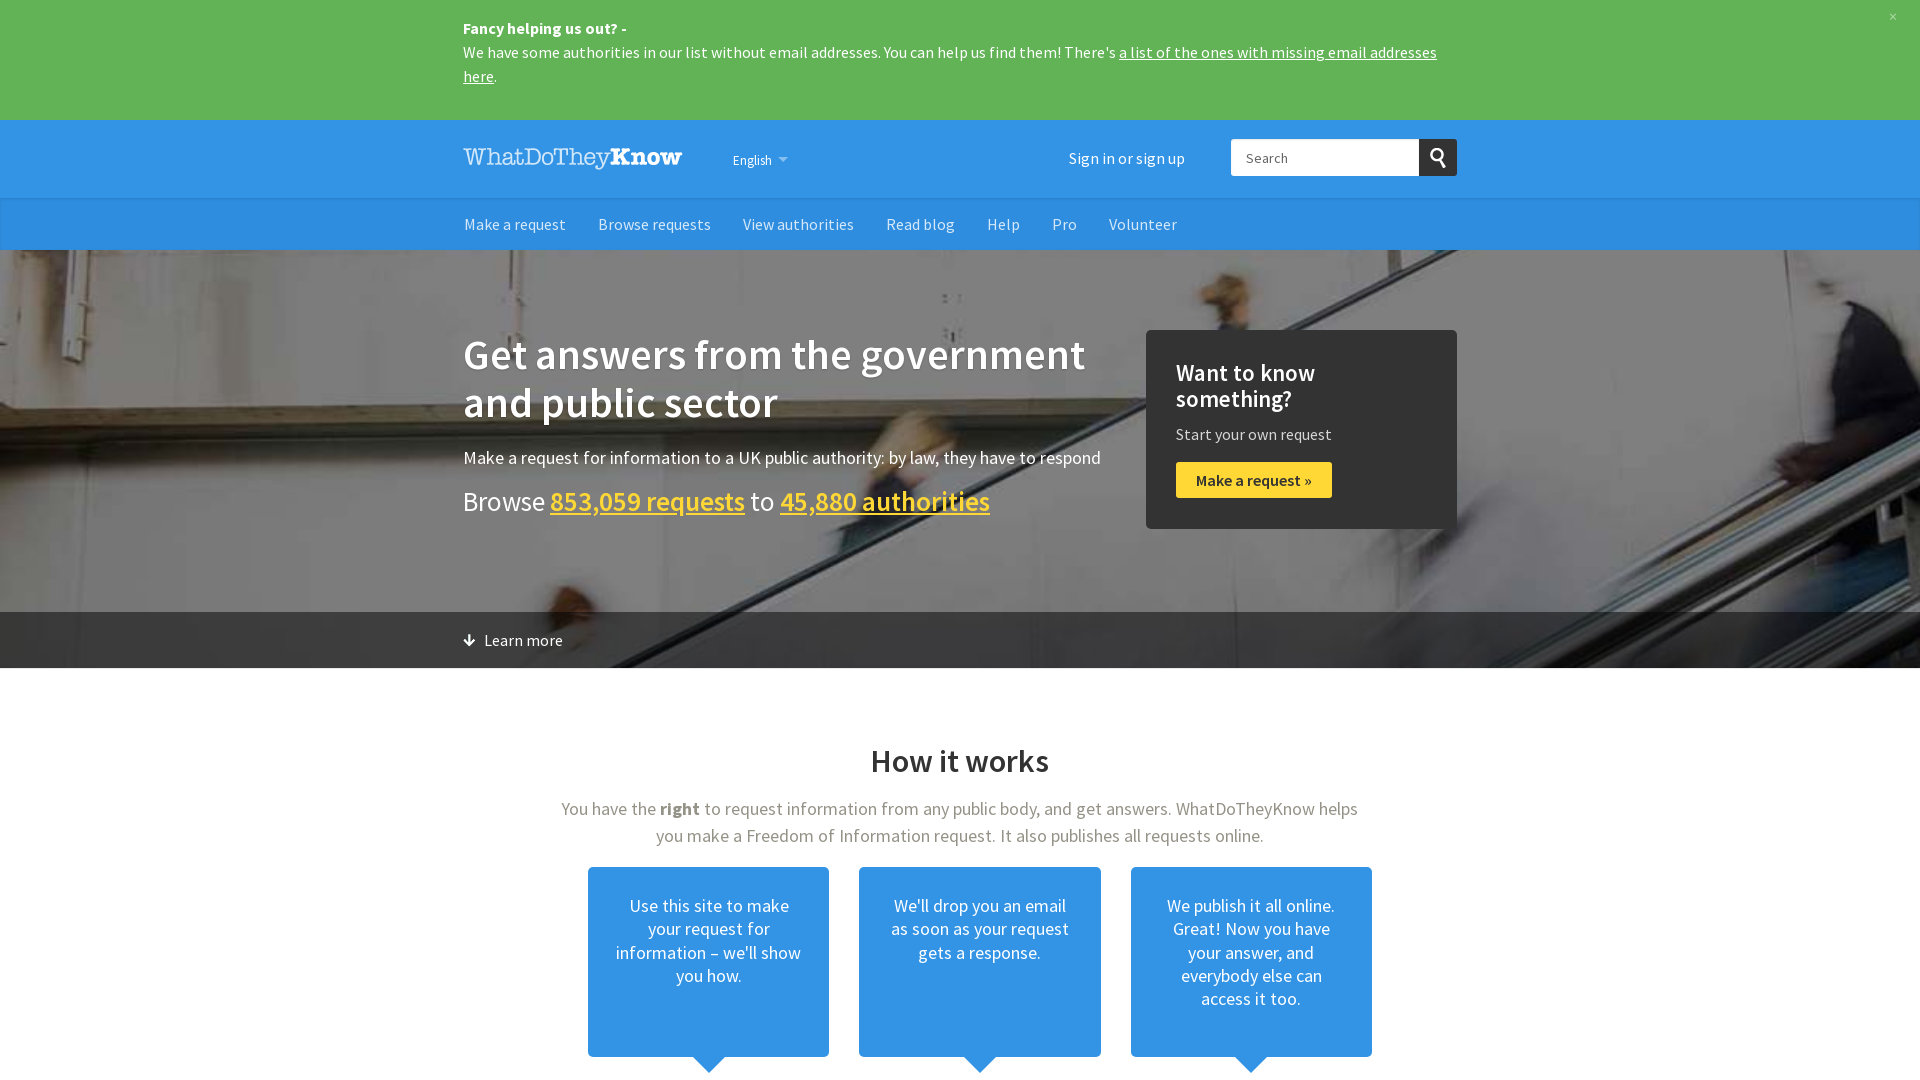 Fancy helping us out? -
We have some authorities in our list without email addresses. You can help us find them! There's a list of the ones with missing email addresses
here.
×
WhatDoTheyKnow
English
Sign in or sign up
Search
Make a request
Browse requests
View authorities
Read blog
Help
Pro
Volunteer
Get answers from the government
and public sector
Make a request for information to a UK public authority: by law, they have to respond
Browse 853,059 requests to 45,880 authorities
Want to know
something?
Start your own request
Make a request »
Learn more
How it works
You have the right to request information from any public body, and get answers. WhatDoTheyKnow helps
you make a Freedom of Information request. It also publishes all requests online.
Use this site to make
your request for
information – we'll show
you how.
We'll drop you an email
as soon as your request
gets a response.
We publish it all online.
Great! Now you have
your answer, and
everybody else can
access it too.